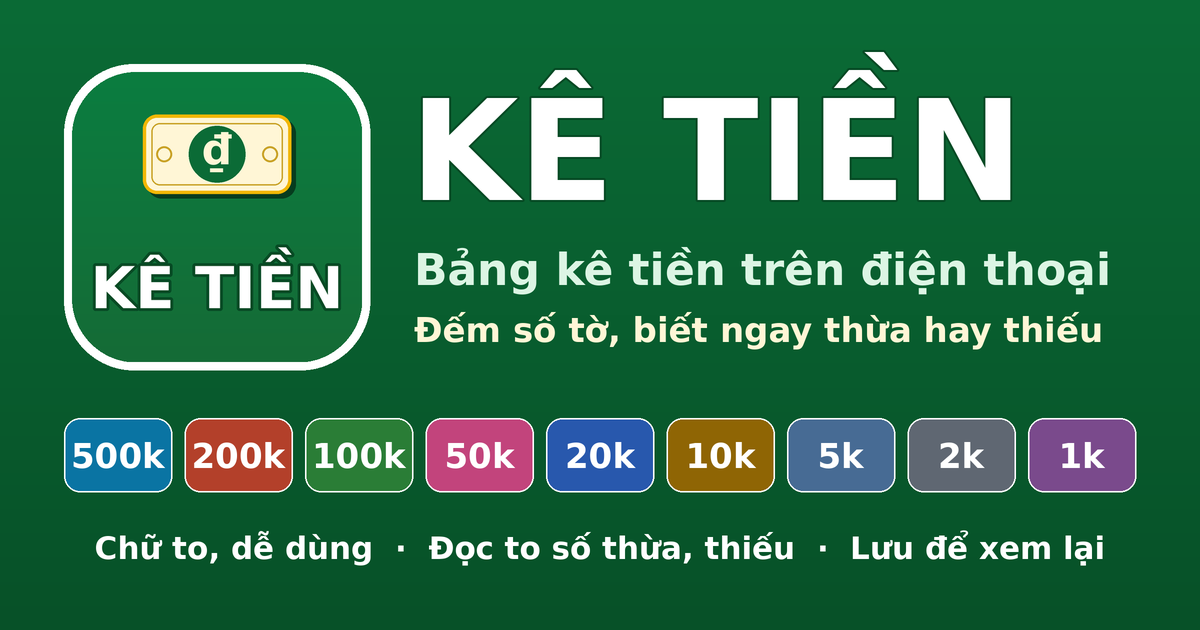 KÊ TIỀN
Bảng kê tiền trên điện thoại
Đếm số tờ, biết ngay thừa hay thiếu
₫
KÊ TIỀN
500k 200k 100k 50k 20k 10k 5k 2k 1k
Chữ to, dễ dùng · Đọc to số thừa, thiếu · Lưu để xem lại